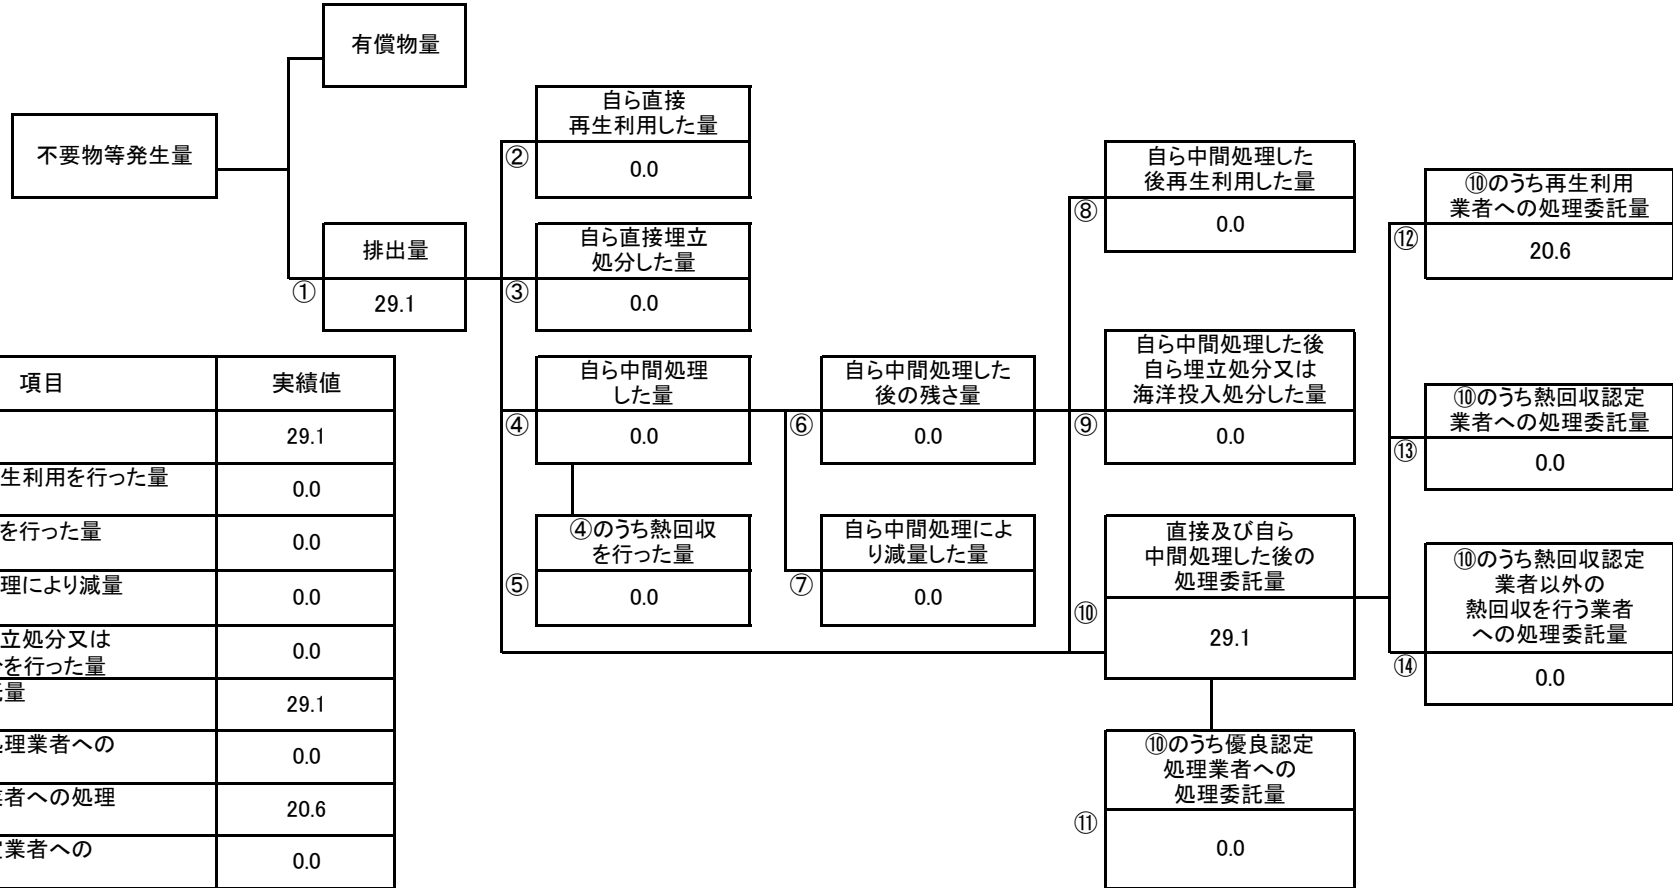 有償物量
不要物等発生量
排出量
①
29.1
自ら直接
再生利用した量
②
0.0
自ら直接埋立
処分した量
③
0.0
自ら中間処理
した量
④
0.0
④のうち熱回収
を行った量
⑤
0.0
自ら中間処理した
後の残さ量
⑥
0.0
自ら中間処理によ
り減量した量
⑦
0.0
自ら中間処理した
後再生利用した量
⑧
0.0
自ら中間処理した後
自ら埋立処分又は
海洋投入処分した量
⑨
0.0
直接及び自ら
中間処理した後の
処理委託量
⑩
29.1
⑩のうち優良認定
処理業者への
処理委託量
⑪
0.0
⑩のうち再生利用
業者への処理委託量
⑫
20.6
⑩のうち熱回収認定
業者への処理委託量
⑬
0.0
⑩のうち熱回収認定
業者以外の
熱回収を行う業者
への処理委託量
⑭
0.0
項目 実績値
29.1
生利用を行った量 0.0
を行った量 0.0
理により減量 0.0
立処分又は
を行った量 0.0
量 29.1
処理業者への 0.0
業者への処理 20.6
業者への 0.0